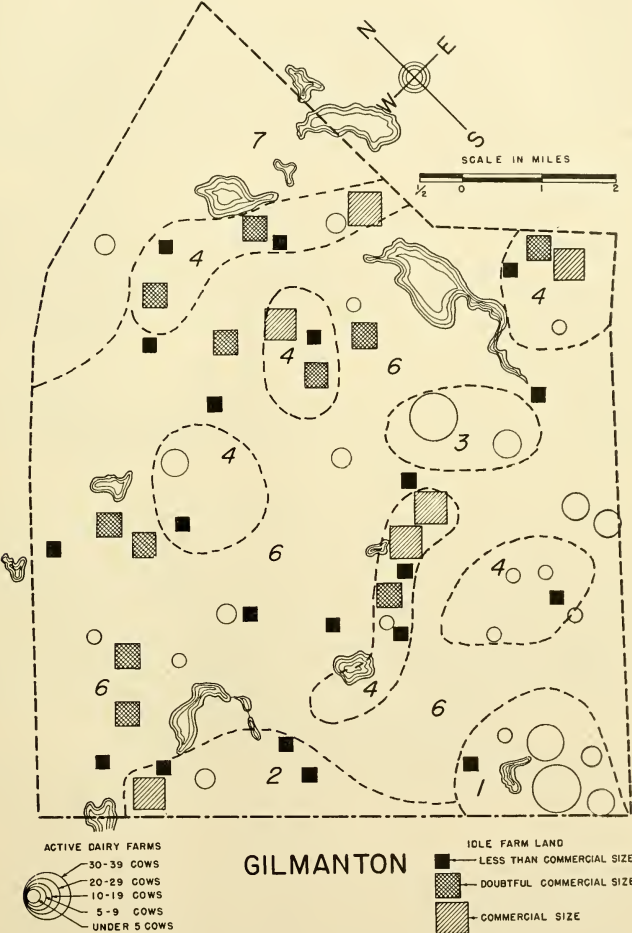 N
E
W
S
SCALE IN MILES
1/2 0 1 2
7
4
4
4
6
3
4
6
4
6
4
6
2
1
ACTIVE DAIRY FARMS
30-39 COWS
20-29 COWS
10-19 COWS
5-9 COWS
UNDER 5 COWS
GILMANTON
IDLE FARM LAND
LESS THAN COMMERCIAL SIZE
DOUBTFUL COMMERCIAL SIZE
COMMERCIAL SIZE